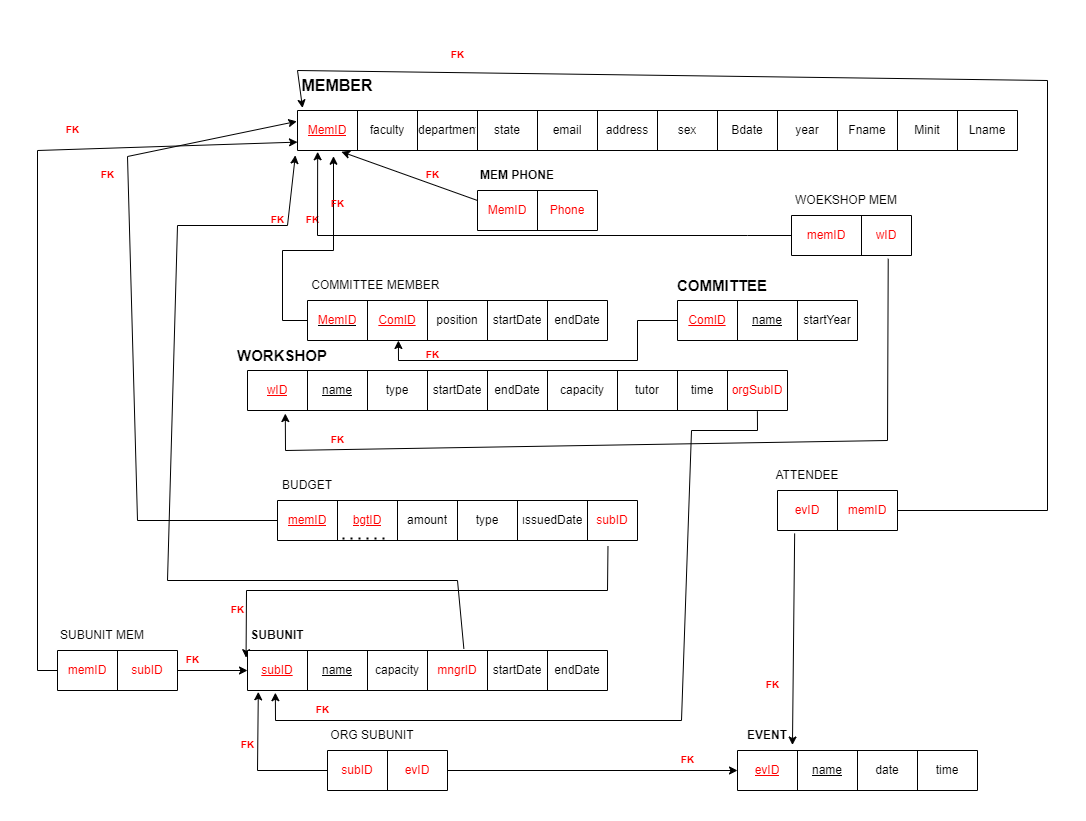 FK
MEMBER
MemID faculty department state email address sex Bdate year Fname Minit Lname
FK
FK
FK
MEM PHONE
MemID Phone
WOEKSHOP MEM
memID wID
FK
FK
FK
COMMITTEE MEMBER
MemID ComID position startDate endDate
COMMITTEE
ComID name startYear
FK
WORKSHOP
wID name type startDate endDate capacity tutor time orgSubID
FK
BUDGET
memID bgtID amount type issuedDate subID
ATTENDEE
evID memID
FK
SUBUNIT MEM
memID subID
FK
SUBUNIT
subID name capacity mngrID startDate endDate
FK
FK
FK
ORG SUBUNIT
subID evID
FK
EVENT
evID name date time